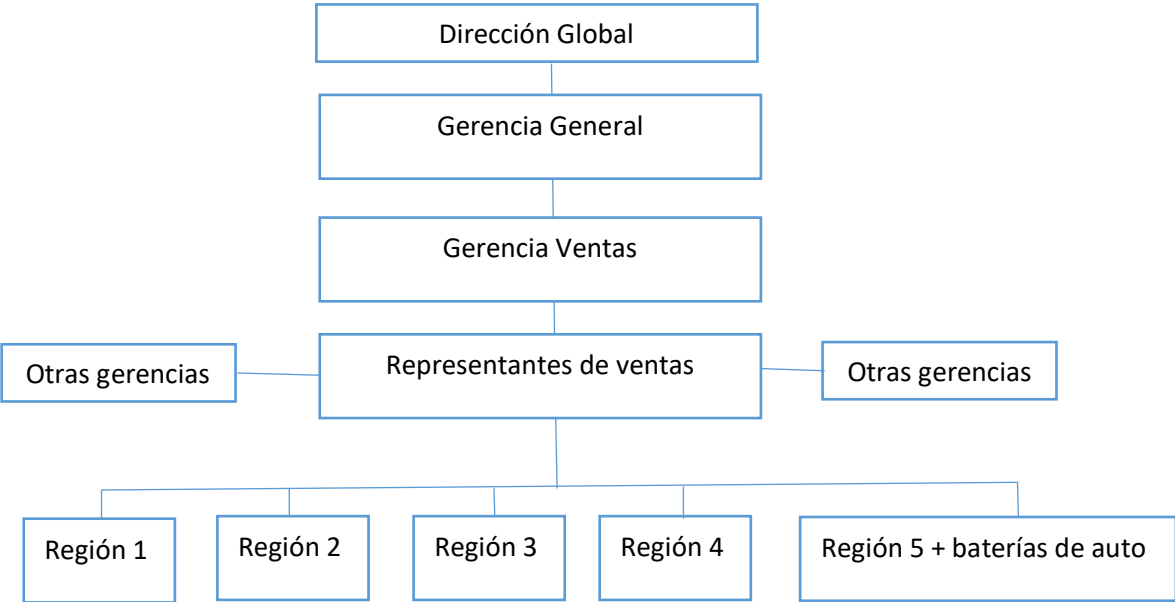 Dirección Global
Gerencia General
Gerencia Ventas
Otras gerencias
Representantes de ventas
Otras gerencias
Región 1
Región 2
Región 3
Región 4
Región 5 + baterías de auto